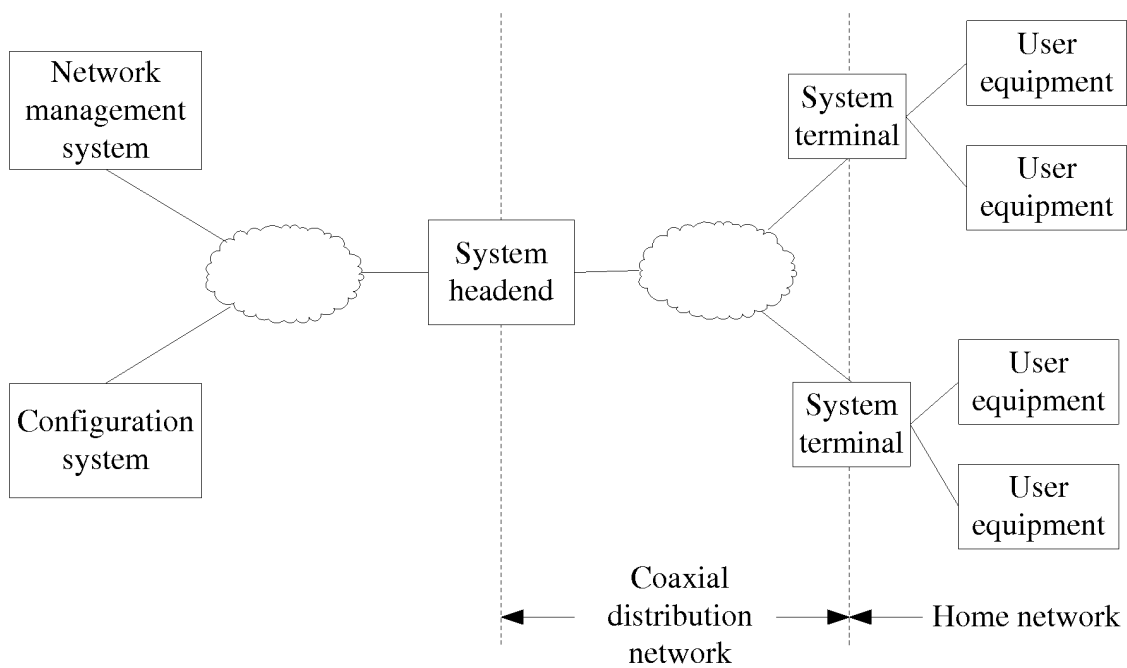 Network
management
system
Configuration
system
System
headend
System
terminal
User
equipment
User
equipment
System
terminal
User
equipment
User
equipment
Coaxial
distribution
network
Home network